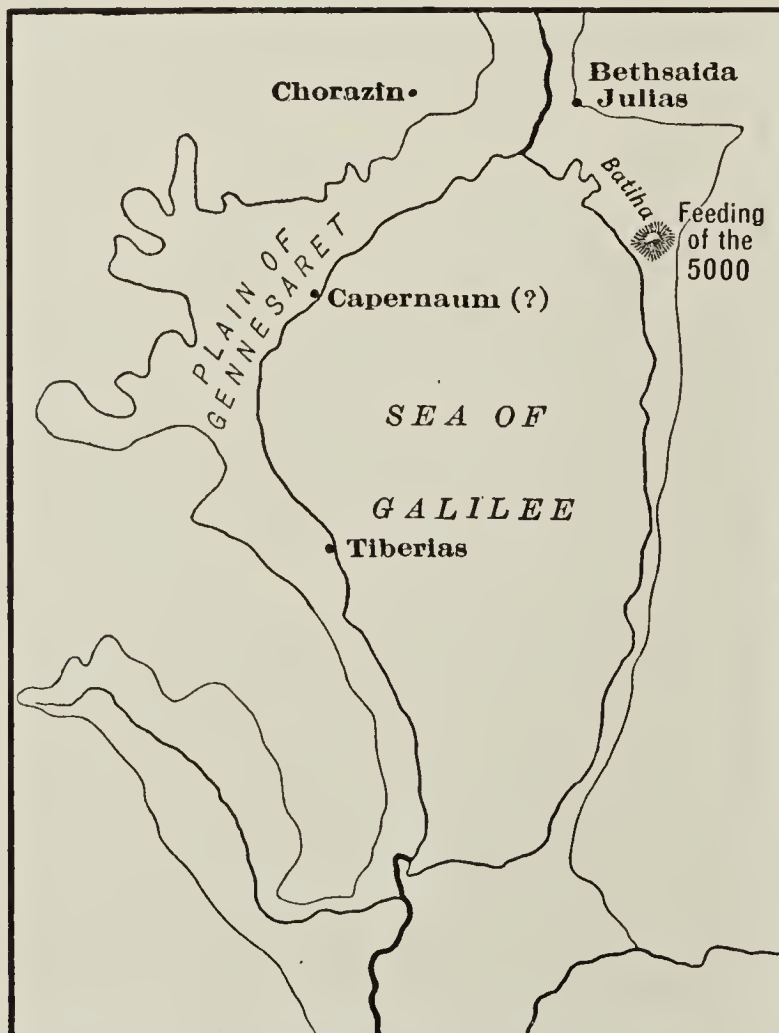 Chorazin
Bethsaida
Julias
Batiha
Feeding
of the
5000
PLAIN OF
GENNESARET
Capernaum (?)
SEA OF
GALILEE
Tiberias